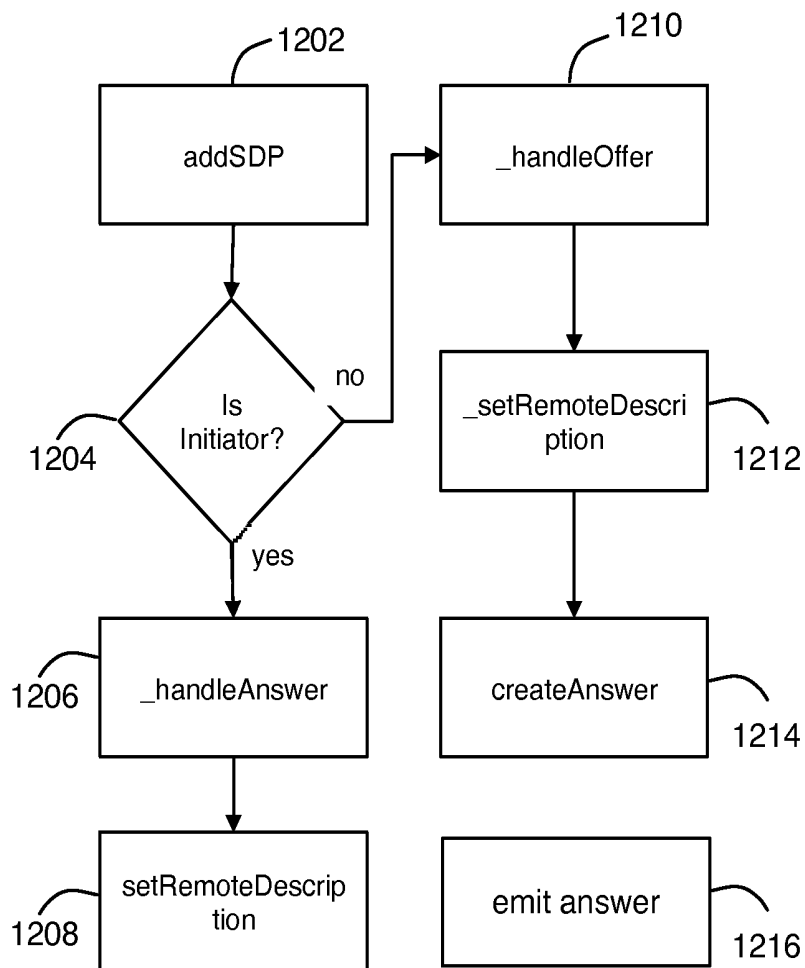 1202
1210
addSDP
_handleOffer
no
Is
Initiator?
1204
_setRemoteDescri
ption
1212
yes
_handleAnswer
1206
createAnswer
1214
setRemoteDescrip
tion
1208
emit answer
1216